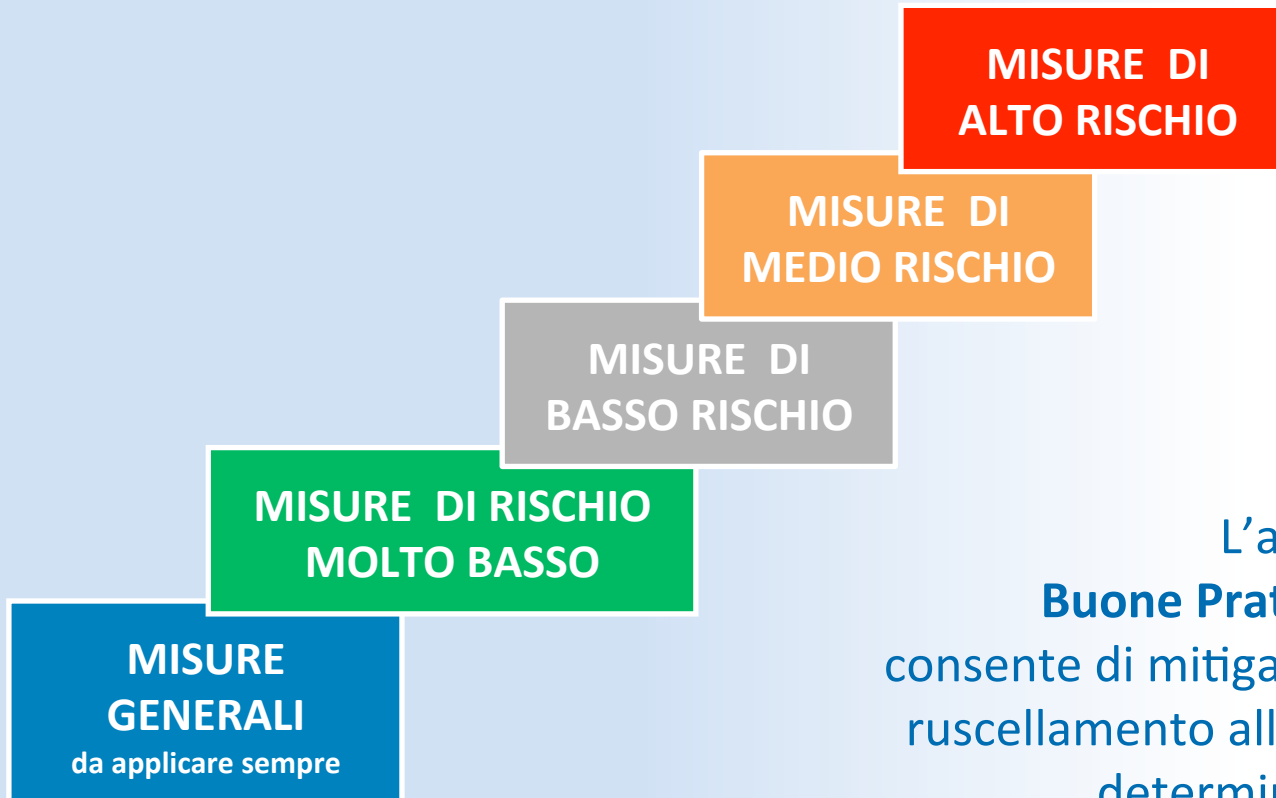 MISURE DI
ALTO RISCHIO
MISURE DI
MEDIO RISCHIO
MISURE DI
BASSO RISCHIO
MISURE DI RISCHIO
MOLTO BASSO
MISURE
GENERALI
da applicare sempre
L’a
Buone Prat
consente di mitiga
ruscellamento all
determin